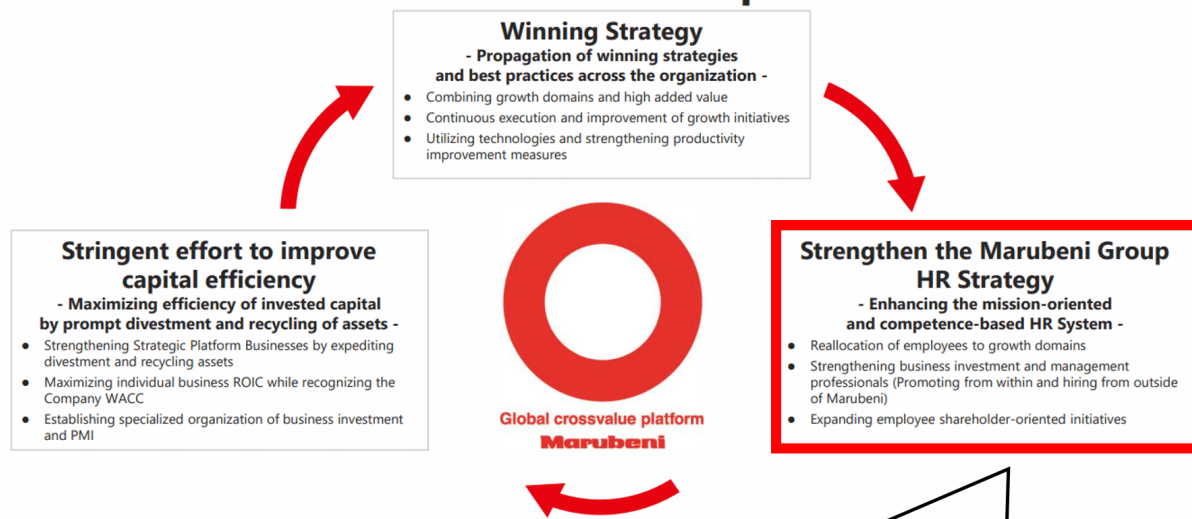 Winning Strategy
- Propagation of winning strategies
and best practices across the organization -
● Combining growth domains and high added value
● Continuous execution and improvement of growth initiatives
● Utilizing technologies and strengthening productivity
improvement measures
Stringent effort to improve
capital efficiency
- Maximizing efficiency of invested capital
by prompt divestment and recycling of assets -
● Strengthening Strategic Platform Businesses by expediting
divestment and recycling assets
● Maximizing individual business ROIC while recognizing the
Company WACC
● Establishing specialized organization of business investment
and PMI
Global crossvalue platform
Marubeni
Strengthen the Marubeni Group
HR Strategy
- Enhancing the mission-oriented
and competence-based HR System -
● Reallocation of employees to growth domains
● Strengthening business investment and management
professionals (Promoting from within and hiring from outside
of Marubeni)
● Expanding employee shareholder-oriented initiatives